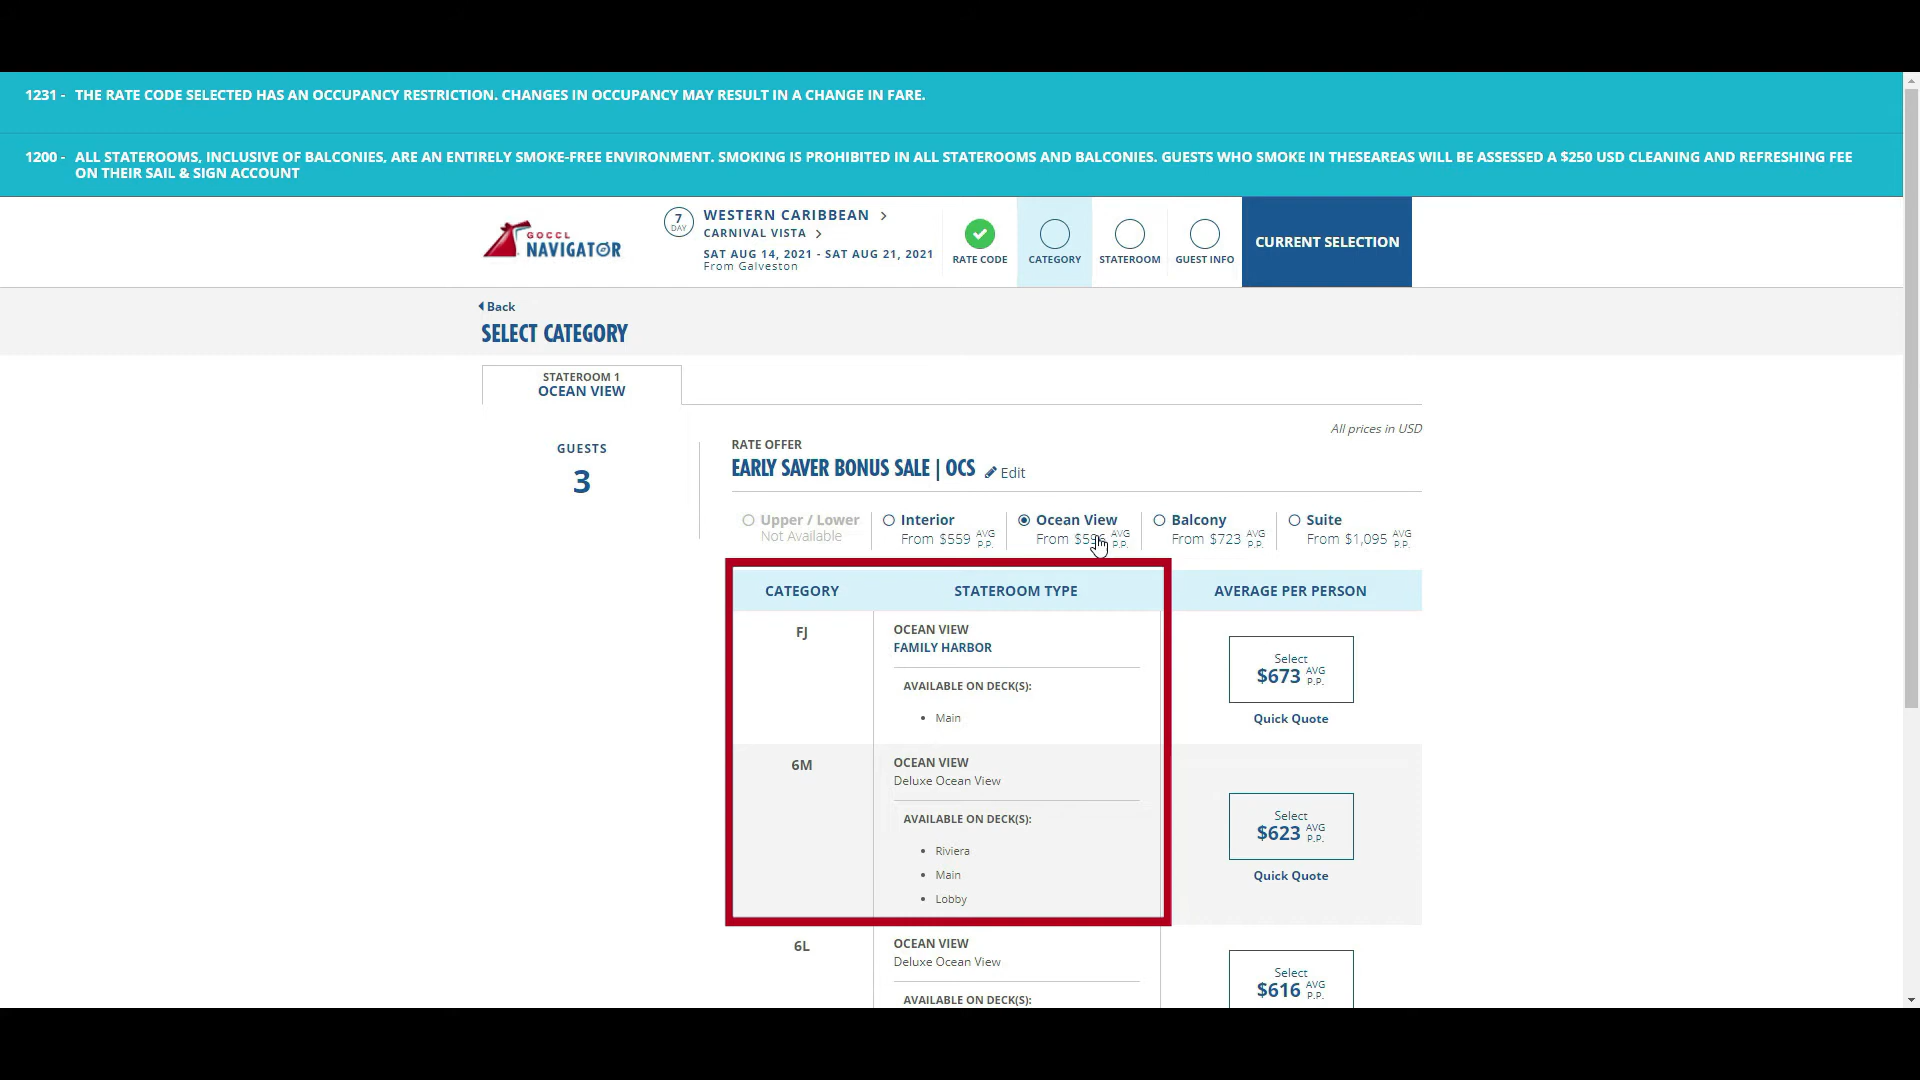 1231 - THE RATE CODE SELECTED HAS AN OCCUPANCY RESTRICTION. CHANGES IN OCCUPANCY MAY RESULT IN A CHANGE IN FARE.
1200 - ALL STATEROOMS, INCLUSIVE OF BALCONIES, ARE AN ENTIRELY SMOKE-FREE ENVIRONMENT. SMOKING IS PROHIBITED IN ALL STATEROOMS AND BALCONIES. GUESTS WHO SMOKE IN THESEAREAS WILL BE ASSESSED A $250 USD CLEANING AND REFRESHING FEE
ON THEIR SAIL & SIGN ACCOUNT
GOCCL
NAVIGATOR
7
DAY
WESTERN CARIBBEAN >
CARNIVAL VISTA >
SAT AUG 14, 2021 - SAT AUG 21, 2021
From Galveston
RATE CODE
CATEGORY
STATEROOM
GUEST INFO
CURRENT SELECTION
Back
SELECT CATEGORY
STATEROOM 1
OCEAN VIEW
All prices in USD
GUESTS
3
RATE OFFER
EARLY SAVER BONUS SALE | OCS Edit
Upper / Lower
Not Available
Interior
From $559 AVG P.P.
Ocean View
From AVG P.P.
Balcony
From $723 AVG P.P.
Suite
From $1,095 AVG P.P.
CATEGORY STATEROOM TYPE AVERAGE PER PERSON
FJ
OCEAN VIEW
FAMILY HARBOR
AVAILABLE ON DECK(S):
• Main
Select
$673 AVG P.P.
Quick Quote
6M
OCEAN VIEW
Deluxe Ocean View
AVAILABLE ON DECK(S):
• Riviera
• Main
• Lobby
Select
$623 AVG P.P.
Quick Quote
6L
OCEAN VIEW
Deluxe Ocean View
AVAILABLE ON DECK(S):
Select
$616 AVG P.P.